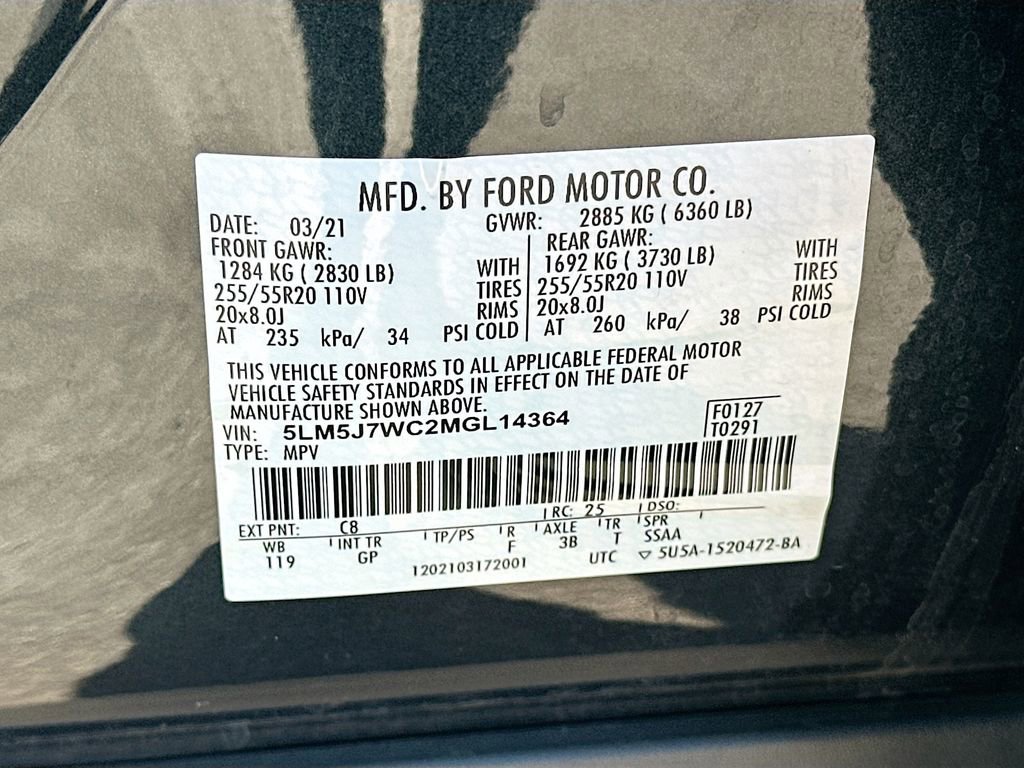 MFD. BY FORD MOTOR CO.
DATE: 03/21 GVWR: 2885 KG ( 6360 LB)
FRONT GAWR: REAR GAWR:
1284 KG ( 2830 LB) WITH 1692 KG ( 3730 LB) WITH
255/55R20 110V TIRES 255/55R20 110V TIRES
20x8.0J RIMS 20x8.0J RIMS
AT 235 kPa/ 34 PSI COLD AT 260 kPa/ 38 PSI COLD
THIS VEHICLE CONFORMS TO ALL APPLICABLE FEDERAL MOTOR
VEHICLE SAFETY STANDARDS IN EFFECT ON THE DATE OF
MANUFACTURE SHOWN ABOVE.
VIN: 5LM5J7WC2MGL14364 F0127
TYPE: MPV T0291
EXT PNT: C8 RC: 25 DSO:
WB INT TR TP/PS R AXLE TR SPR
119 GP F 3B T SSAA
1202103172001 UTC ▽ 5U5A-1520472-BA